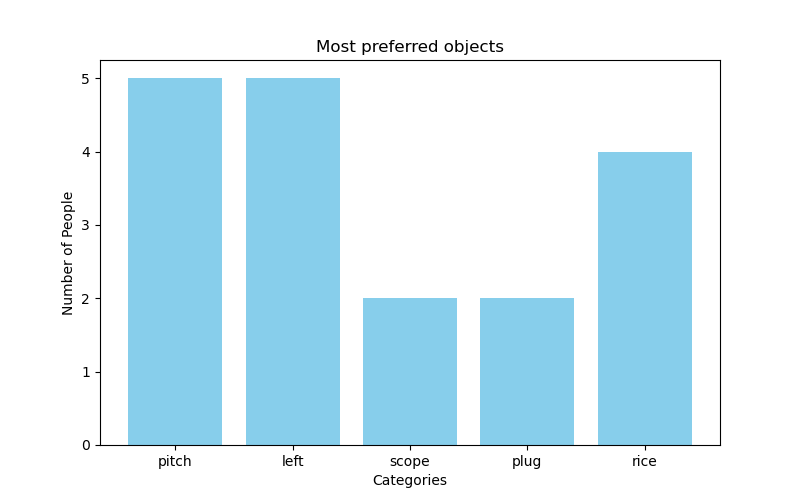 Most preferred objects
Number of People
5
4
3
2
1
0
pitch left scope plug rice
Categories